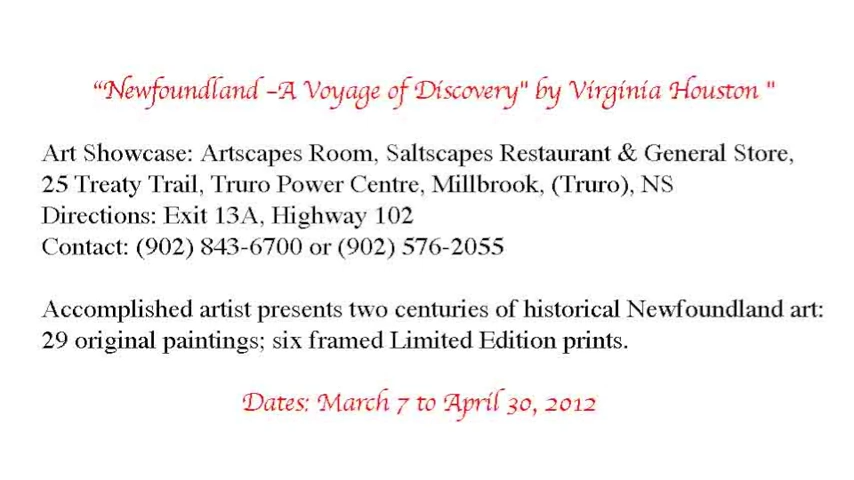 "Newfoundland –A Voyage of Discovery" by Virginia Houston "
Art Showcase: Artscapes Room, Saltscapes Restaurant & General Store,
25 Treaty Trail, Truro Power Centre, Millbrook, (Truro), NS
Directions: Exit 13A, Highway 102
Contact: (902) 843-6700 or (902) 576-2055
Accomplished artist presents two centuries of historical Newfoundland art:
29 original paintings; six framed Limited Edition prints.
Dates: March 7 to April 30, 2012